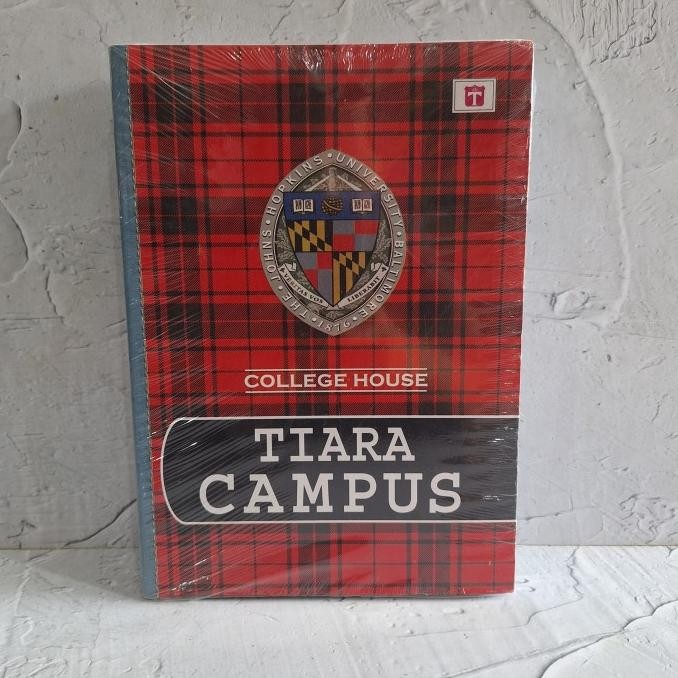 T
THE·JOHNS·HOPKINS·UNIVERSITY·BALTIMORE·
·1876·
VERITAS VOS LIBERABIT
COLLEGE HOUSE
TIARA
CAMPUS